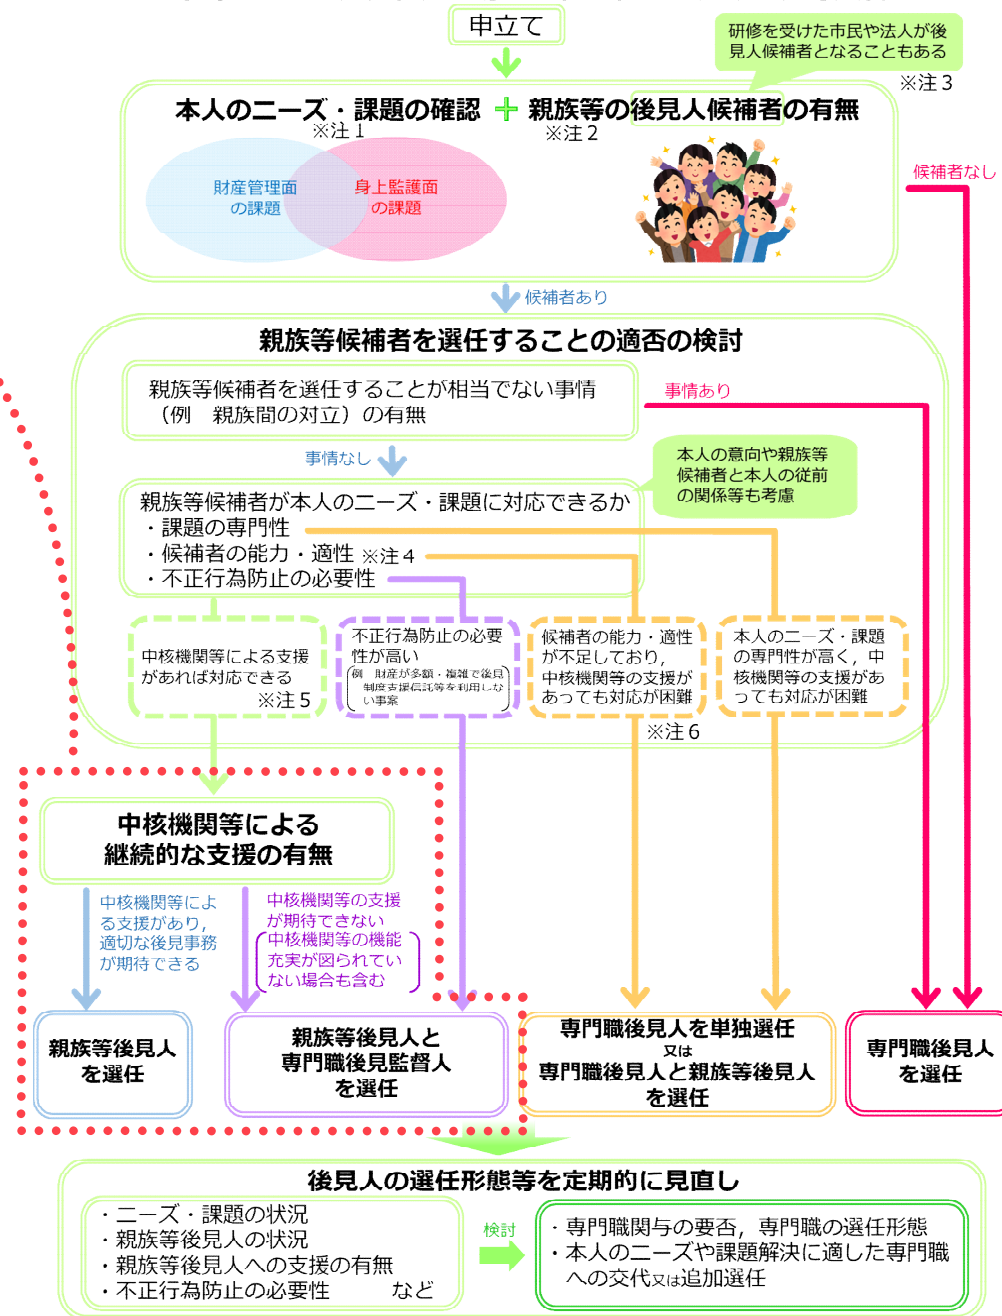 申立て
研修を受けた市民や法人が後
見人候補者となることもある
※注３
本人のニーズ・課題の確認 ＋ 親族等の後見人候補者の有無
※注１
※注２
財産管理面
の課題
身上監護面
の課題
候補者なし
候補者あり
親族等候補者を選任することの適否の検討
親族等候補者を選任することが相当でない事情
（例　親族間の対立）の有無
事情あり
事情なし
本人の意向や親族等
候補者と本人の従前
の関係等も考慮
親族等候補者が本人のニーズ・課題に対応できるか
・課題の専門性
・候補者の能力・適性 ※注４
・不正行為防止の必要性
中核機関等による支援
があれば対応できる
※注５
不正行為防止の必要
性が高い
例　財産が多額・複雑で後見
制度支援信託等を利用しな
い事案
候補者の能力・適性
が不足しており，
中核機関等の支援が
あっても対応が困難
※注６
本人のニーズ・課題
の専門性が高く，中
核機関等の支援があ
っても対応が困難
中核機関等による
継続的な支援の有無
中核機関等によ
る支援があり，
適切な後見事務
が期待できる
中核機関等の支援
が期待できない
中核機関等の機能
充実が図られてい
ない場合も含む
親族等後見人
を選任
親族等後見人と
専門職後見監督人
を選任
専門職後見人を単独選任
又は
専門職後見人と親族等後見人
を選任
専門職後見人
を選任
後見人の選任形態等を定期的に見直し
・ニーズ・課題の状況
・親族等後見人の状況
・親族等後見人への支援の有無
・不正行為防止の必要性　　など
検討
・専門職関与の要否，専門職の選任形態
・本人のニーズや課題解決に適した専門職
への交代又は追加選任